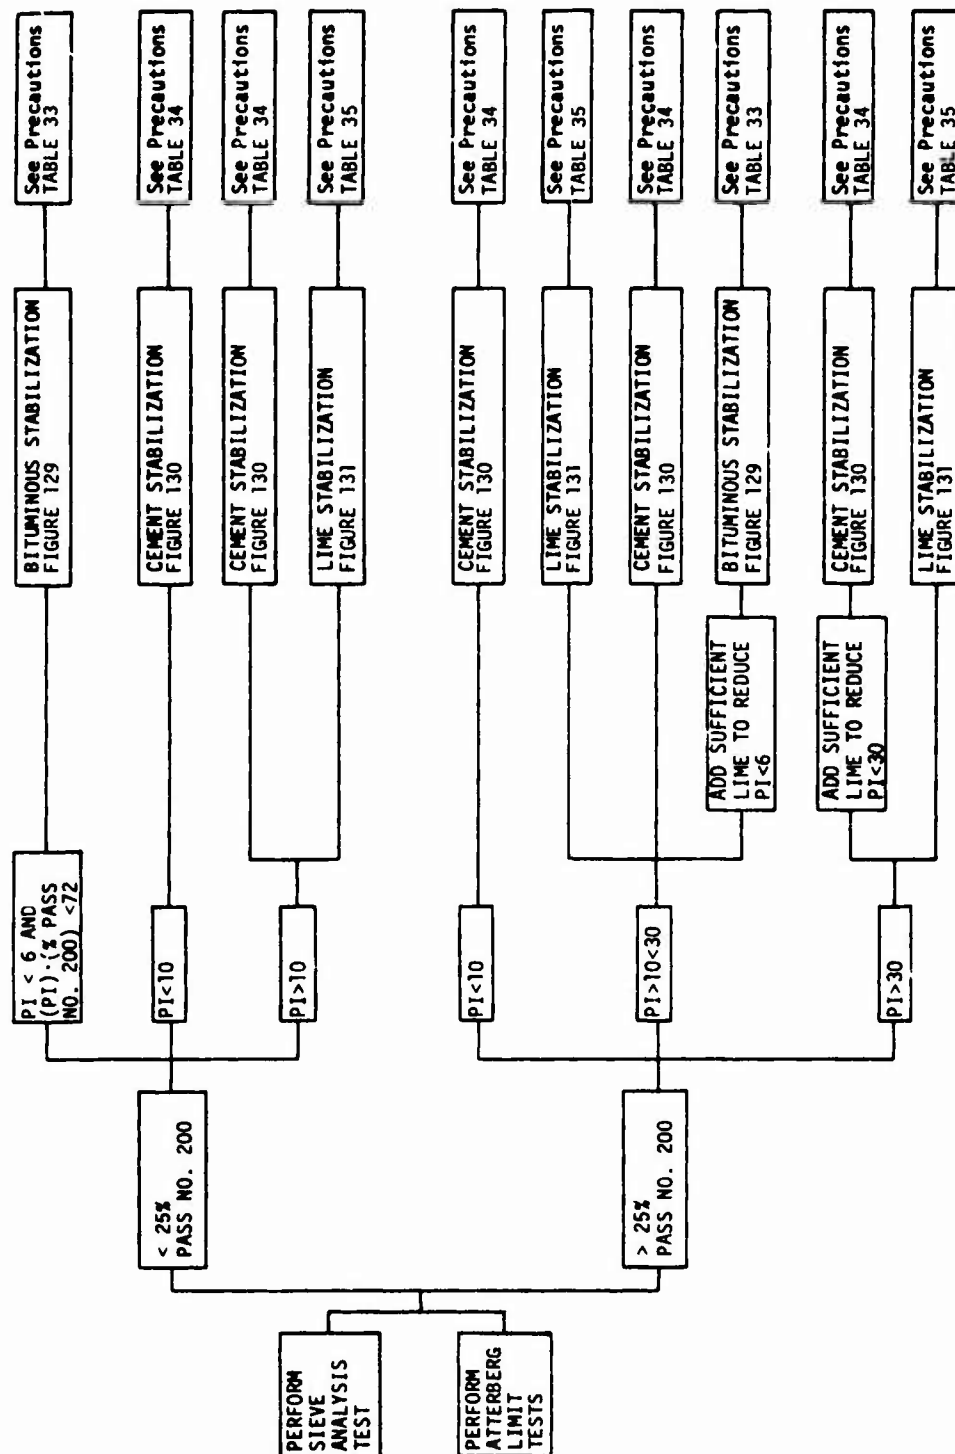 PERFORM
SIEVE
ANALYSIS
TEST
PERFORM
ATTERBERG
LIMIT
TESTS
< 25%
PASS NO. 200
> 25%
PASS NO. 200
PI < 6 AND
(PI)·(% PASS
NO. 200) <72
PI<10
PI>10
PI<10
PI>10<30
PI>30
ADD SUFFICIENT
LIME TO REDUCE
PI<6
ADD SUFFICIENT
LIME TO REDUCE
PI<30
BITUMINOUS STABILIZATION
FIGURE 129
CEMENT STABILIZATION
FIGURE 130
CEMENT STABILIZATION
FIGURE 130
LIME STABILIZATION
FIGURE 131
CEMENT STABILIZATION
FIGURE 130
LIME STABILIZATION
FIGURE 131
CEMENT STABILIZATION
FIGURE 130
BITUMINOUS STABILIZATION
FIGURE 129
CEMENT STABILIZATION
FIGURE 130
LIME STABILIZATION
FIGURE 131
See Precautions
TABLE 33
See Precautions
TABLE 34
See Precautions
TABLE 34
See Precautions
TABLE 35
See Precautions
TABLE 34
See Precautions
TABLE 35
See Precautions
TABLE 34
See Precautions
TABLE 33
See Precautions
TABLE 34
See Precautions
TABLE 35